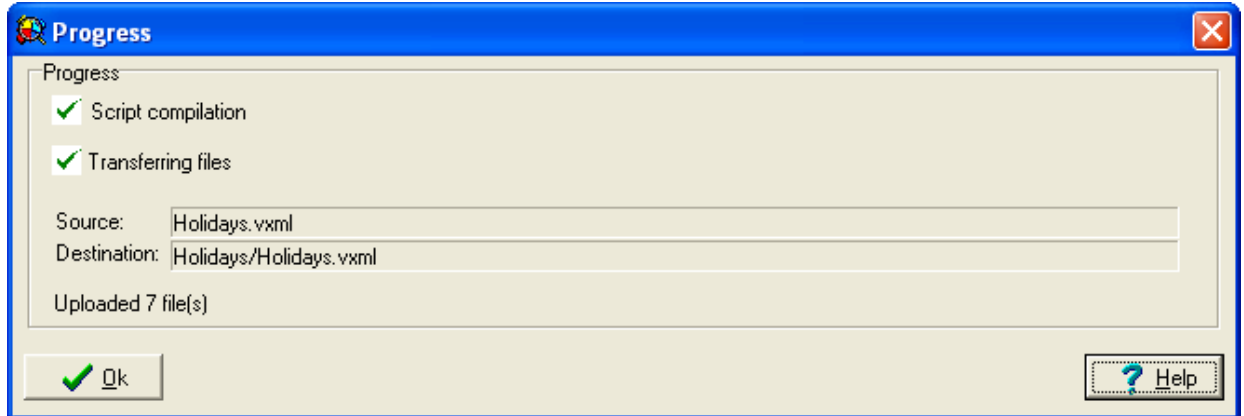 Progress
Progress
Script compilation
Transferring files
Source: Holidays.vxml
Destination: Holidays/Holidays.vxml
Uploaded 7 file(s)
Ok
Help